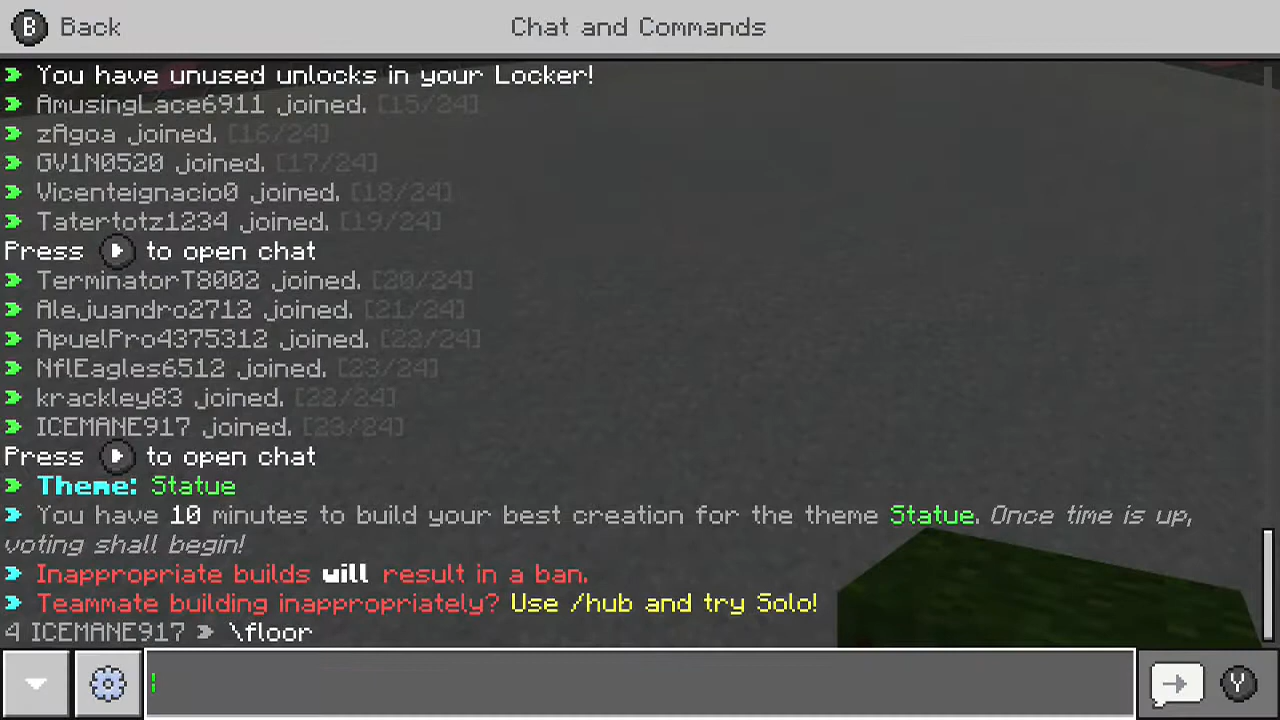 B Back
Chat and Commands
You have unused unlocks in your Locker!
AmusingLace6911 joined. [15/24]
zAgoa joined. [16/24]
GV1N0520 joined. [17/24]
Vicenteignacio0 joined. [18/24]
Tatertotz1234 joined. [19/24]
Press to open chat
TerminatorT8002 joined. [20/24]
Alejuandro2712 joined. [21/24]
ApuelPro4375312 joined. [22/24]
NflEagles6512 joined. [23/24]
krackley83 joined. [22/24]
ICEMANE917 joined. [23/24]
Press to open chat
Theme: Statue
You have 10 minutes to build your best creation for the theme Statue. Once time is up,
voting shall begin!
Inappropriate builds will result in a ban.
Teammate building inappropriately? Use /hub and try Solo!
4 ICEMANE917 » \floor
Y